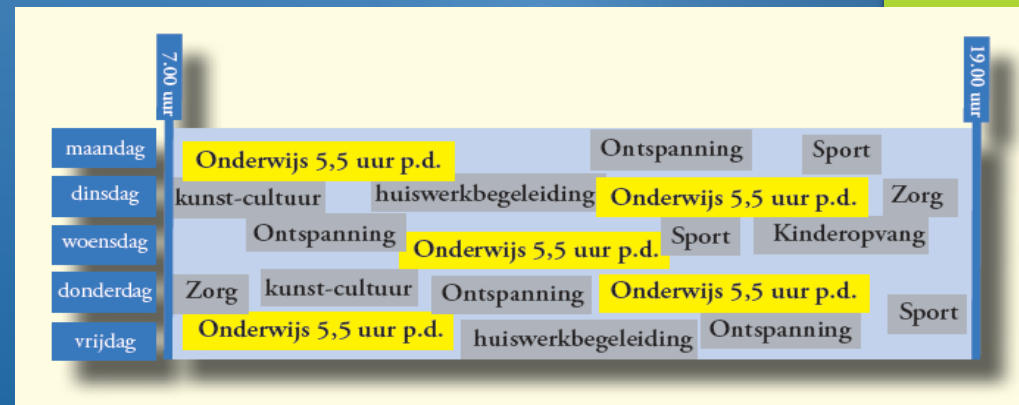 7.00 uur
19.00 uur
maandag
Onderwijs 5,5 uur p.d.
Ontspanning
Sport
dinsdag
kunst-cultuur
huiswerkbegeleiding
Onderwijs 5,5 uur p.d.
Zorg
woensdag
Ontspanning
Onderwijs 5,5 uur p.d.
Sport
Kinderopvang
donderdag
Zorg
kunst-cultuur
Ontspanning
Onderwijs 5,5 uur p.d.
Sport
vrijdag
Onderwijs 5,5 uur p.d.
huiswerkbegeleiding
Ontspanning